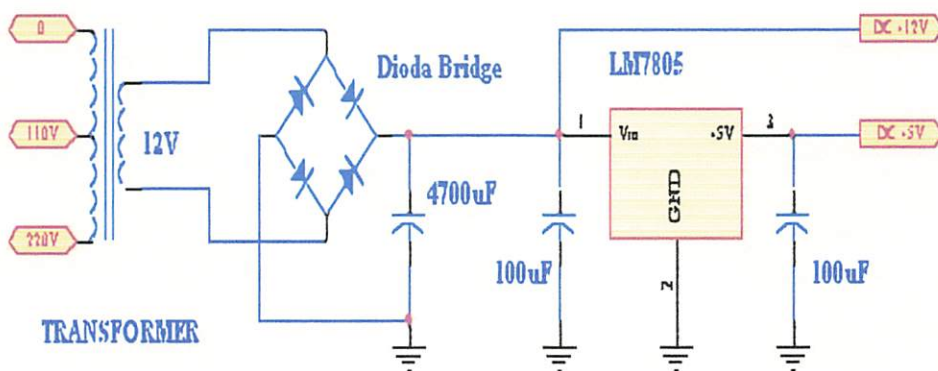 0
110V
220V
12V
TRANSFORMER
Dioda Bridge
4700uF
100uF
LM7805
1
Vin
+5V
3
GND
2
100uF
DC +12V
DC +5V